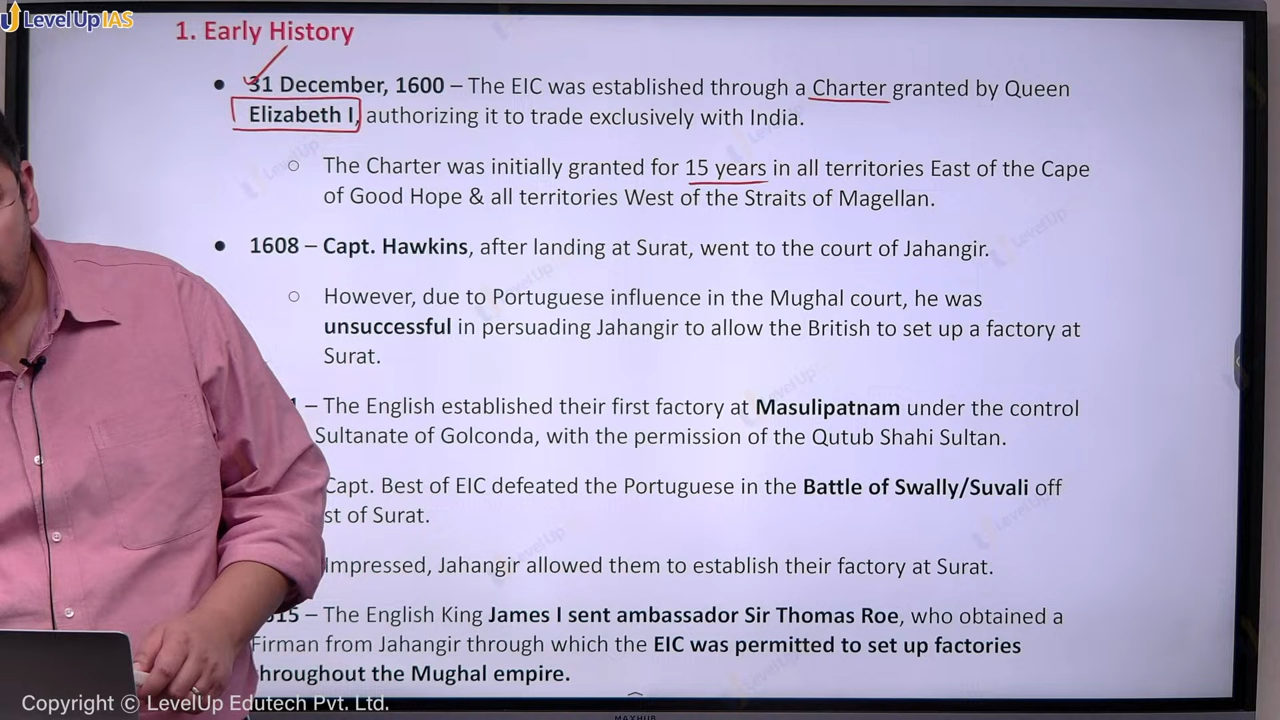 LevelUp IAS
1. Early History
31 December, 1600 – The EIC was established through a Charter granted by Queen
Elizabeth I, authorizing it to trade exclusively with India.
The Charter was initially granted for 15 years in all territories East of the Cape
of Good Hope & all territories West of the Straits of Magellan.
1608 – Capt. Hawkins, after landing at Surat, went to the court of Jahangir.
However, due to Portuguese influence in the Mughal court, he was
unsuccessful in persuading Jahangir to allow the British to set up a factory at
Surat.
1 – The English established their first factory at Masulipatnam under the control
Sultanate of Golconda, with the permission of the Qutub Shahi Sultan.
Capt. Best of EIC defeated the Portuguese in the Battle of Swally/Suvali off
st of Surat.
Impressed, Jahangir allowed them to establish their factory at Surat.
615 – The English King James I sent ambassador Sir Thomas Roe, who obtained a
Firman from Jahangir through which the EIC was permitted to set up factories
hroughout the Mughal empire.
Copyright © LevelUp Edutech Pvt. Ltd.
MAXHUB